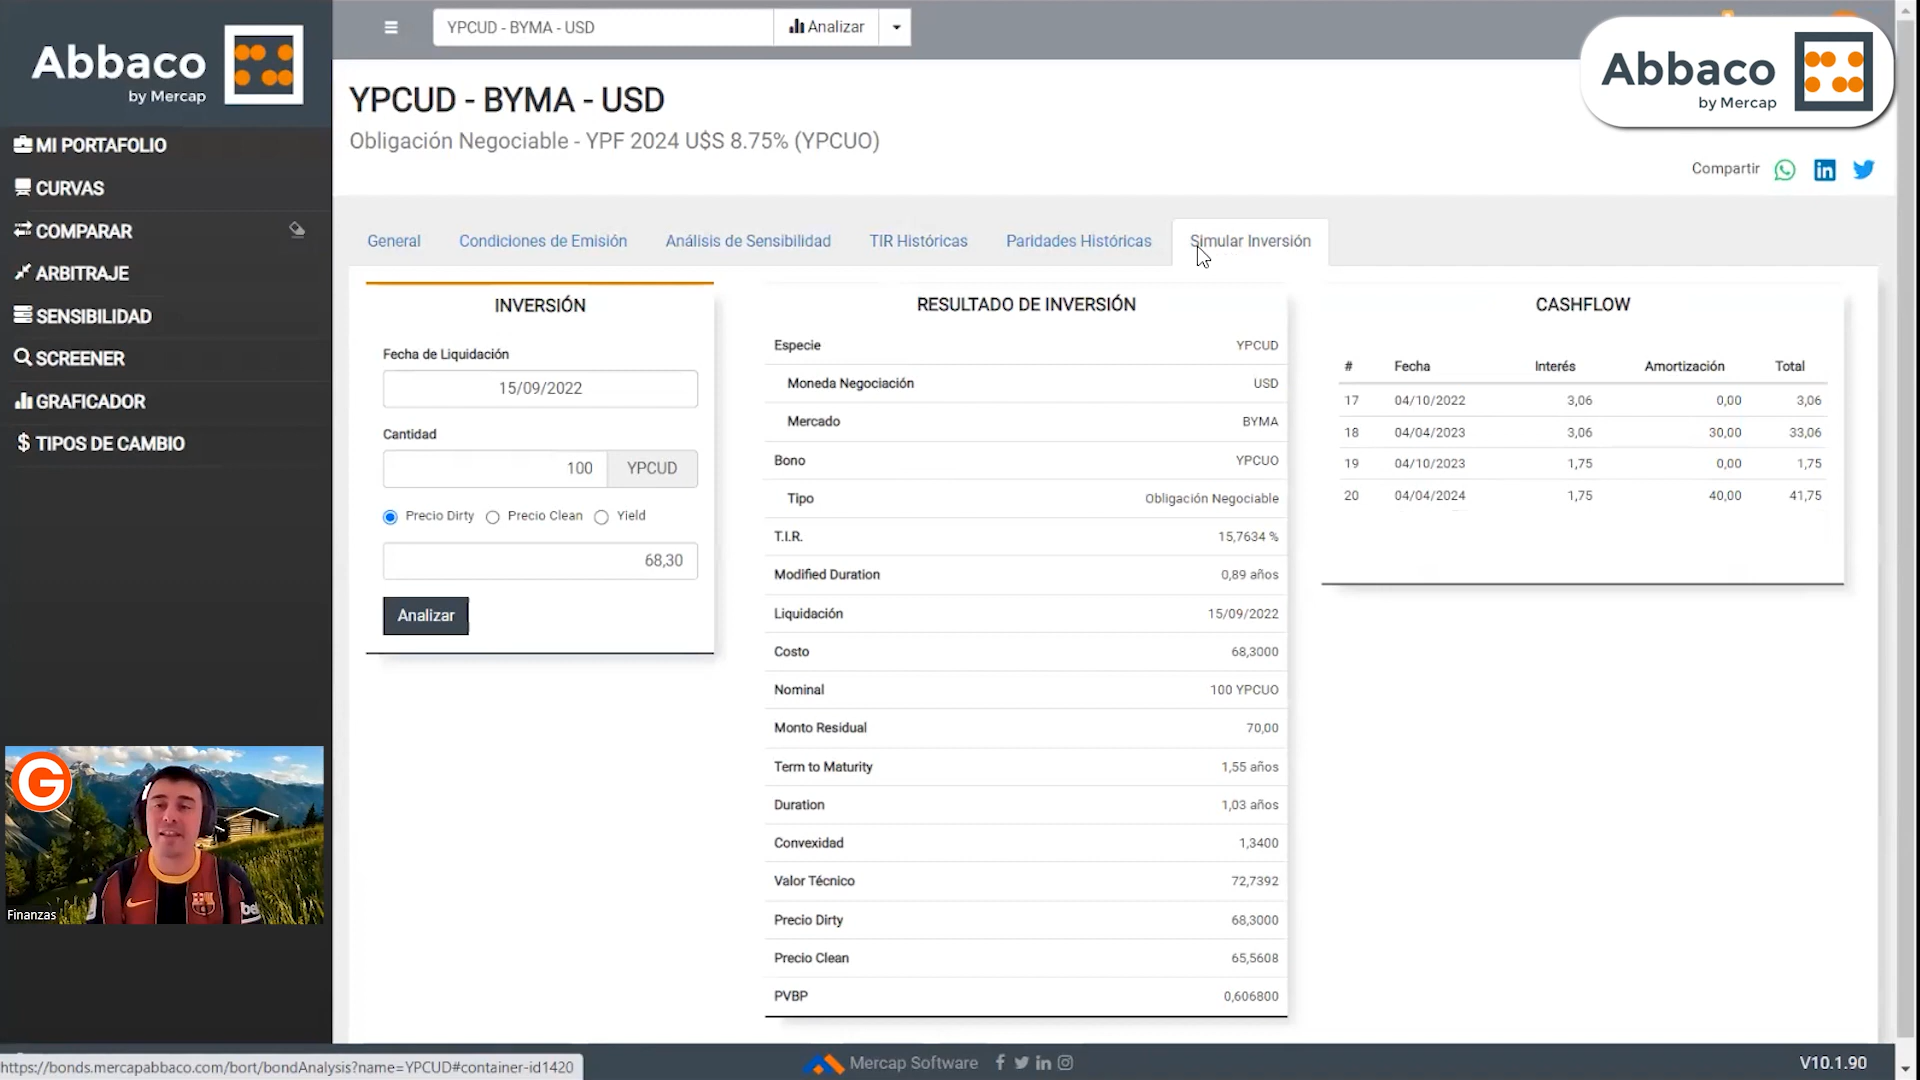 Abbaco
by Mercap
YPCUD - BYMA - USD
Analizar
Abbaco
by Mercap
MI PORTAFOLIO
CURVAS
COMPARAR
ARBITRAJE
SENSIBILIDAD
SCREENER
GRAFICADOR
$ TIPOS DE CAMBIO
YPCUD - BYMA - USD
Obligación Negociable - YPF 2024 U$S 8.75% (YPCUO)
Compartir
General
Condiciones de Emisión
Análisis de Sensibilidad
TIR Históricas
Paridades Históricas
Simular Inversión
INVERSIÓN
Fecha de Liquidación
15/09/2022
Cantidad
100 YPCUD
Precio Dirty Precio Clean Yield
68,30
Analizar
RESULTADO DE INVERSIÓN
Especie YPCUD
Moneda Negociación USD
Mercado BYMA
Bono YPCUO
Tipo Obligación Negociable
T.I.R. 15,7634 %
Modified Duration 0,89 años
Liquidación 15/09/2022
Costo 68,3000
Nominal 100 YPCUO
Monto Residual 70,00
Term to Maturity 1,55 años
Duration 1,03 años
Convexidad 1,3400
Valor Técnico 72,7392
Precio Dirty 68,3000
Precio Clean 65,5608
PVBP 0,606800
CASHFLOW
# Fecha Interés Amortización Total
17 04/10/2022 3,06 0,00 3,06
18 04/04/2023 3,06 30,00 33,06
19 04/10/2023 1,75 0,00 1,75
20 04/04/2024 1,75 40,00 41,75
G
Finanzas
https://bonds.mercapabbaco.com/bort/bondAnalysis?name=YPCUD#container-id1420
Mercap Software
V10.1.90